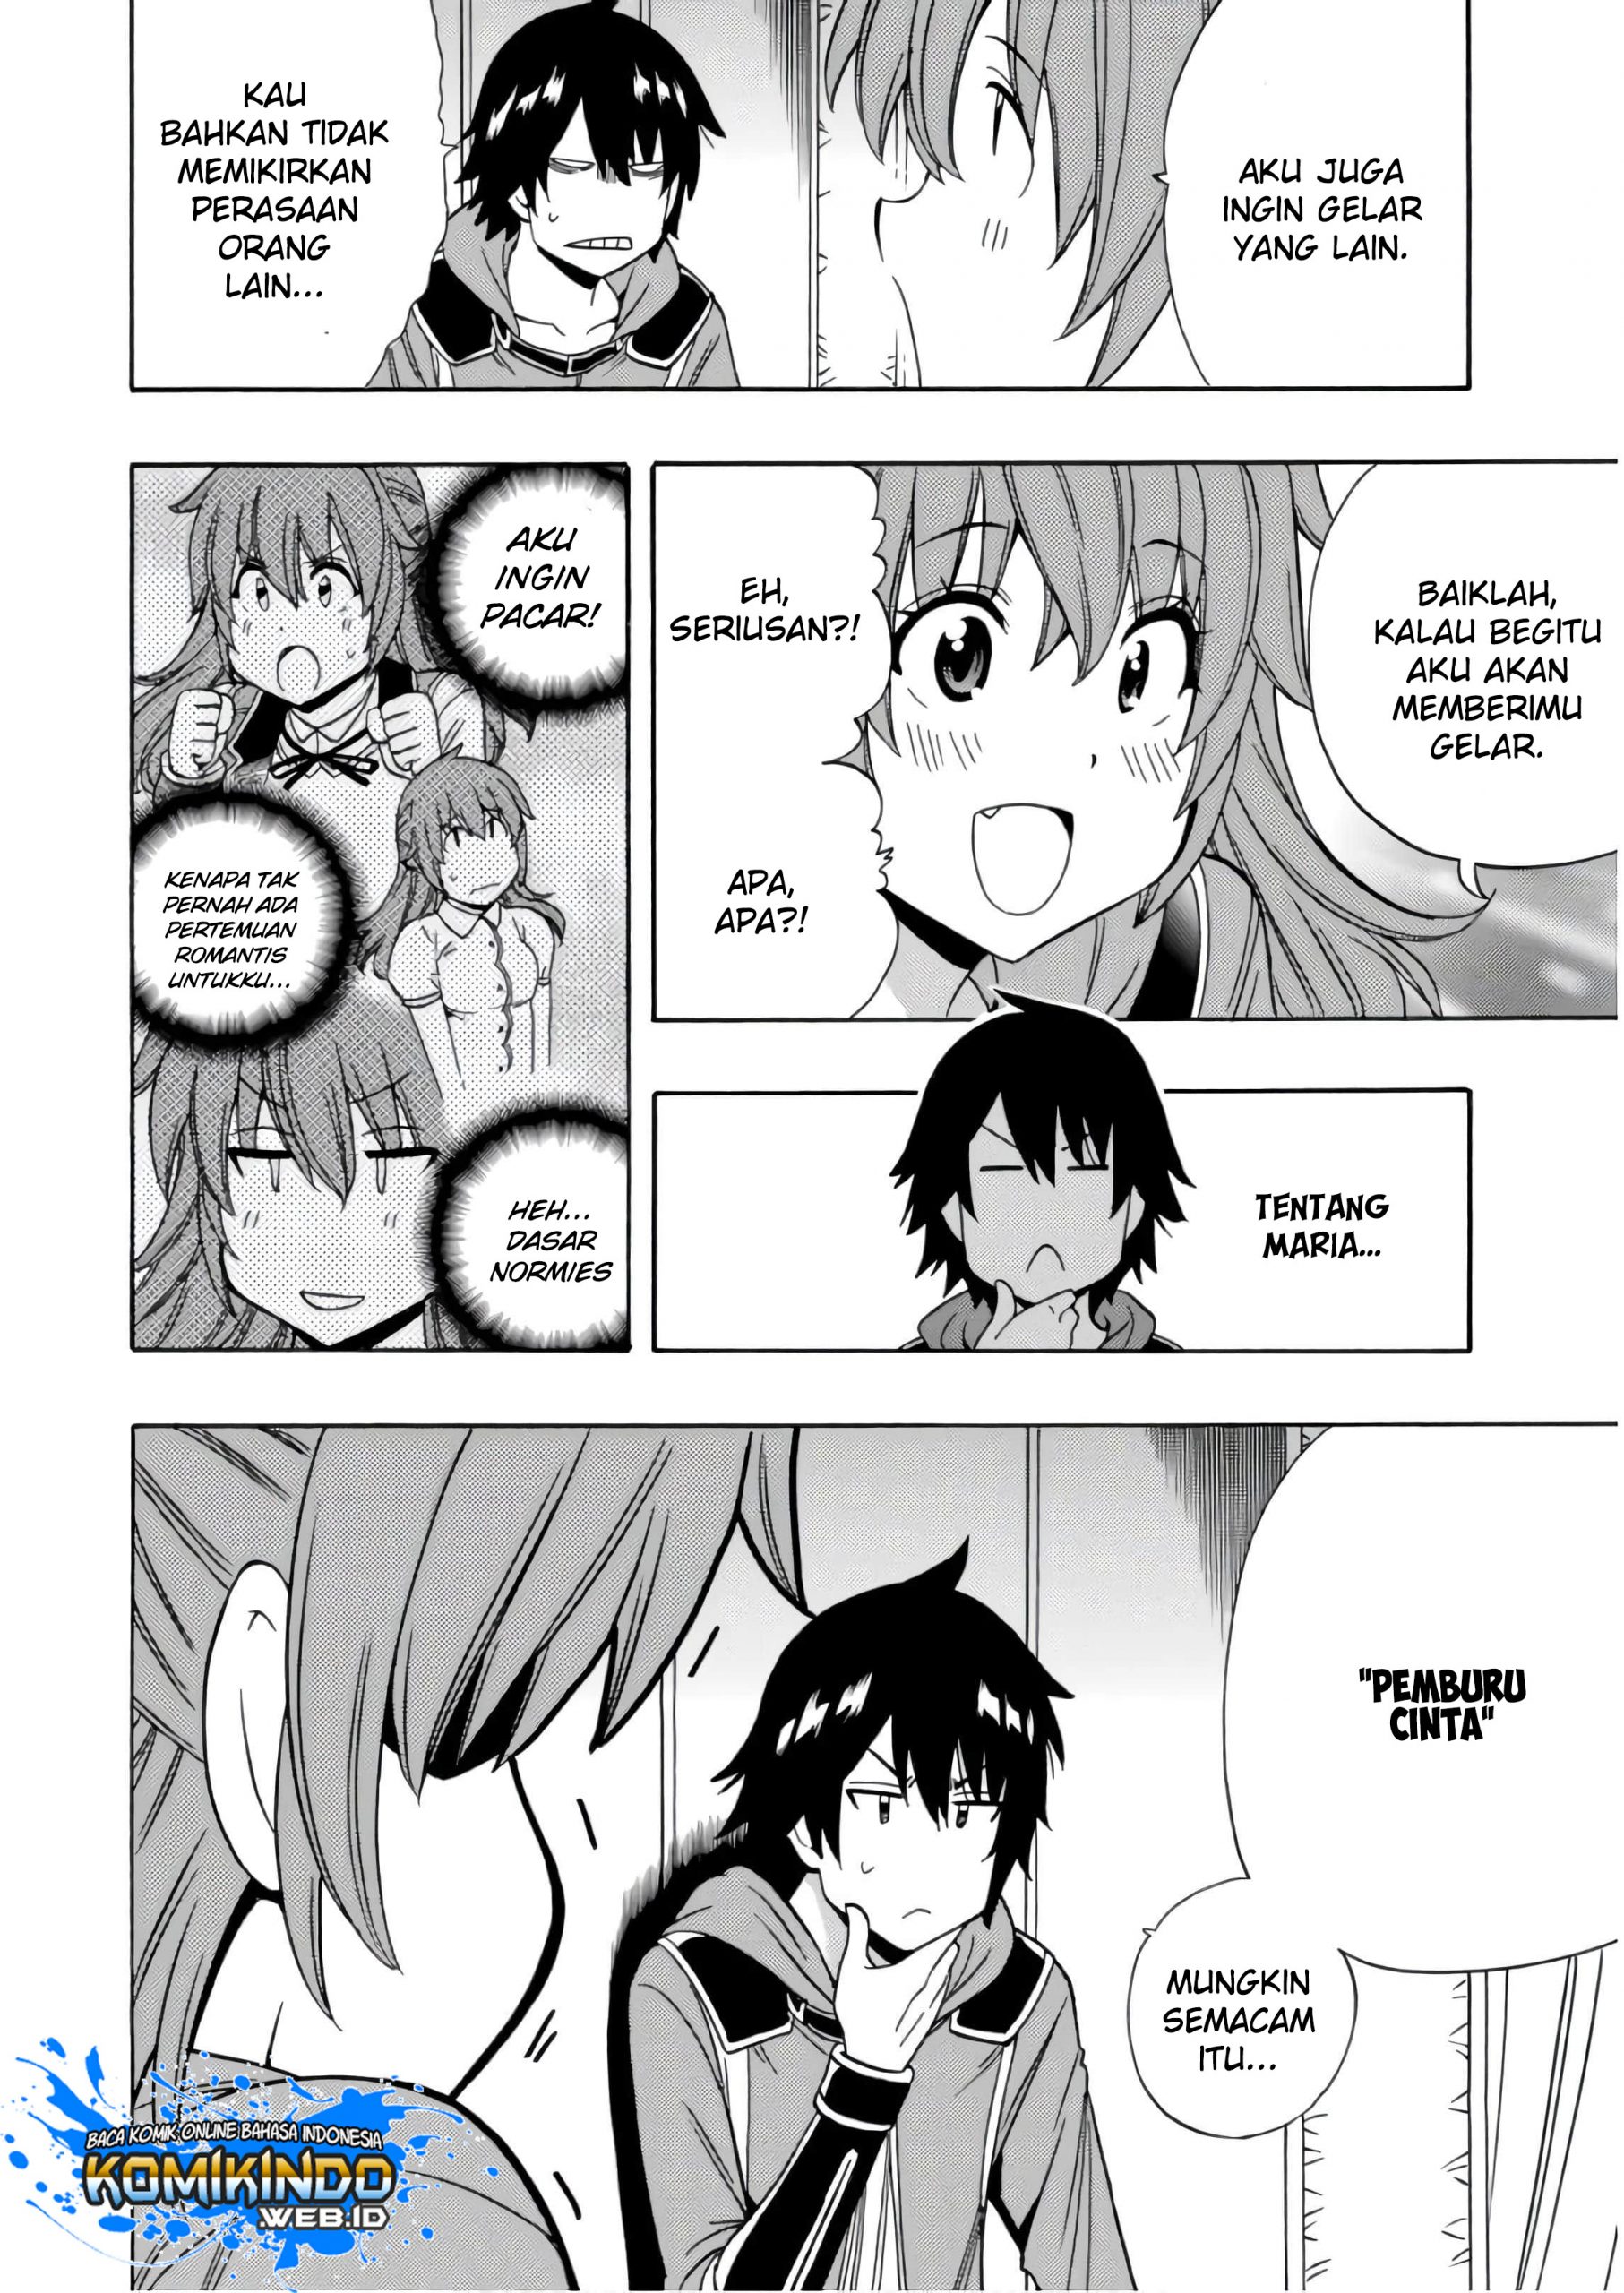 AKU JUGA
INGIN GELAR
YANG LAIN.
KAU
BAHKAN TIDAK
MEMIKIRKAN
PERASAAN
ORANG
LAIN...
BAIKLAH,
KALAU BEGITU
AKU AKAN
MEMBERIMU
GELAR.
EH,
SERIUSAN?!
APA,
APA?!
TENTANG
MARIA...
AKU
INGIN
PACAR!
KENAPA TAK
PERNAH ADA
PERTEMUAN
ROMANTIS
UNTUKKU...
HEH...
DASAR
NORMIES
"PEMBURU
CINTA"
MUNGKIN
SEMACAM
ITU...
BACA KOMIK ONLINE BAHASA INDONESIA
KOMIKINDO
.WEB.ID